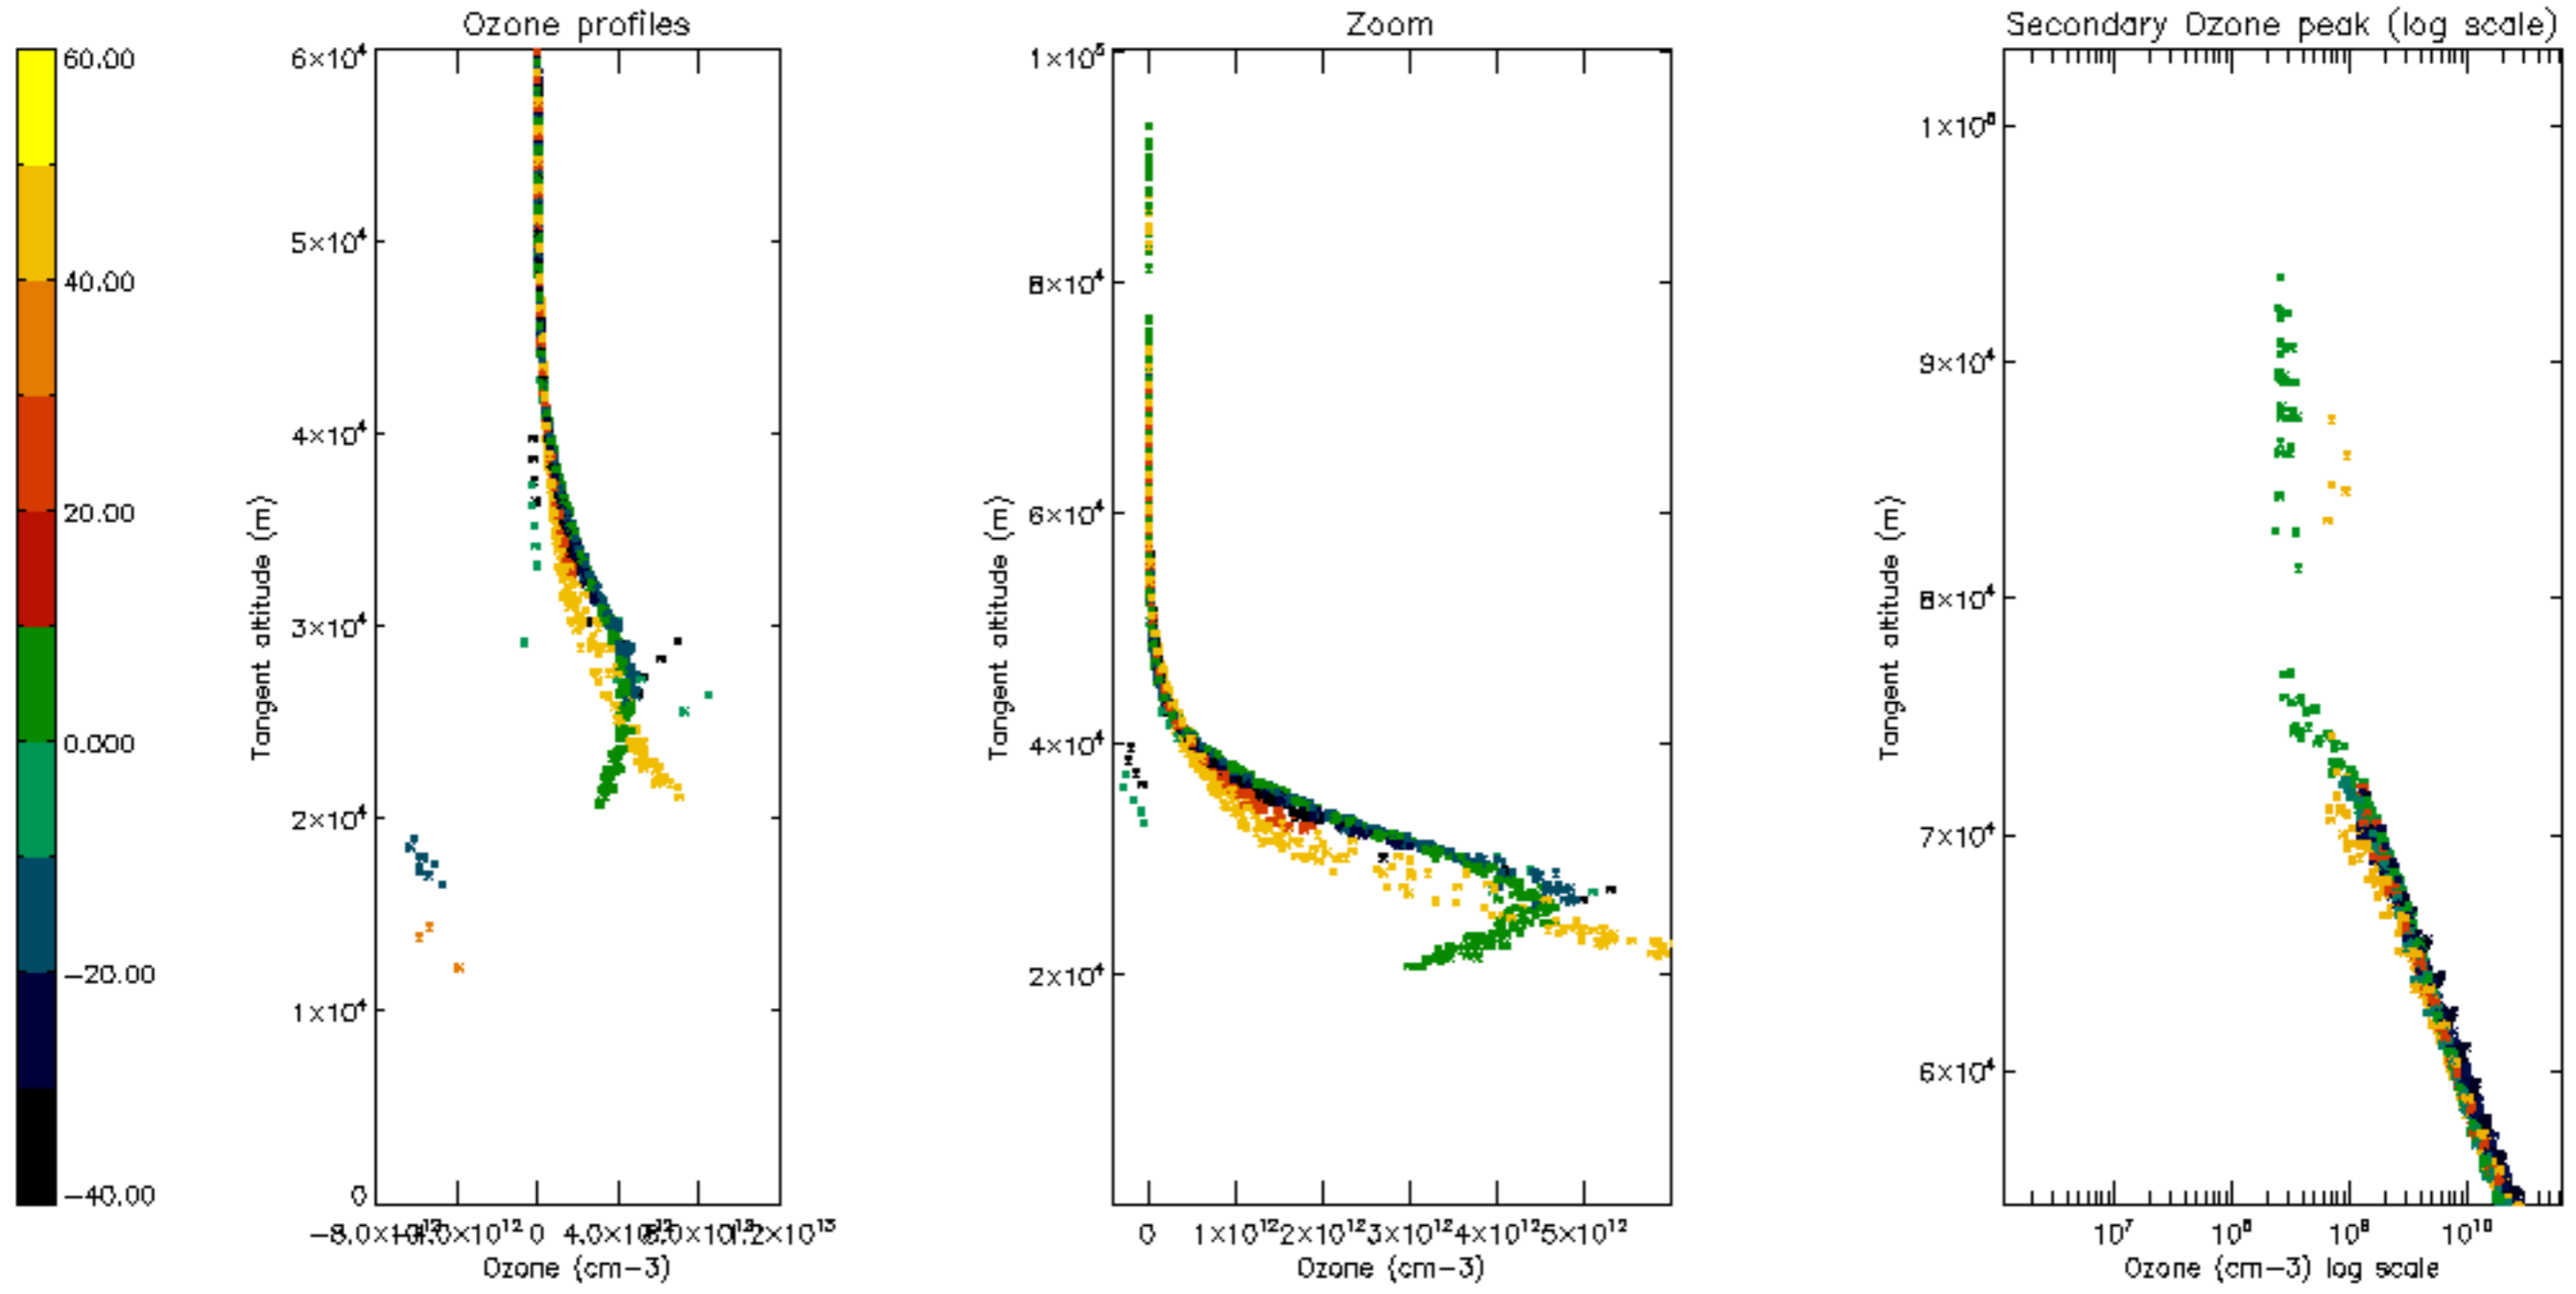 Ozone profiles
Zoom
Secondary Ozone peak (log scale)
60.00
40.00
20.00
0.000
−20.00
−40.00
Tangent altitude (m)
6×10⁴
5×10⁴
4×10⁴
3×10⁴
2×10⁴
1×10⁴
0
0
Ozone (cm−3)
Tangent altitude (m)
1×10⁵
8×10⁴
6×10⁴
4×10⁴
2×10⁴
0 1×10¹² 2×10¹² 3×10¹² 4×10¹² 5×10¹²
Ozone (cm−3)
Tangent altitude (m)
1×10⁵
9×10⁴
8×10⁴
7×10⁴
6×10⁴
10⁷ 10⁸ 10⁹ 10¹⁰
Ozone (cm−3) log scale